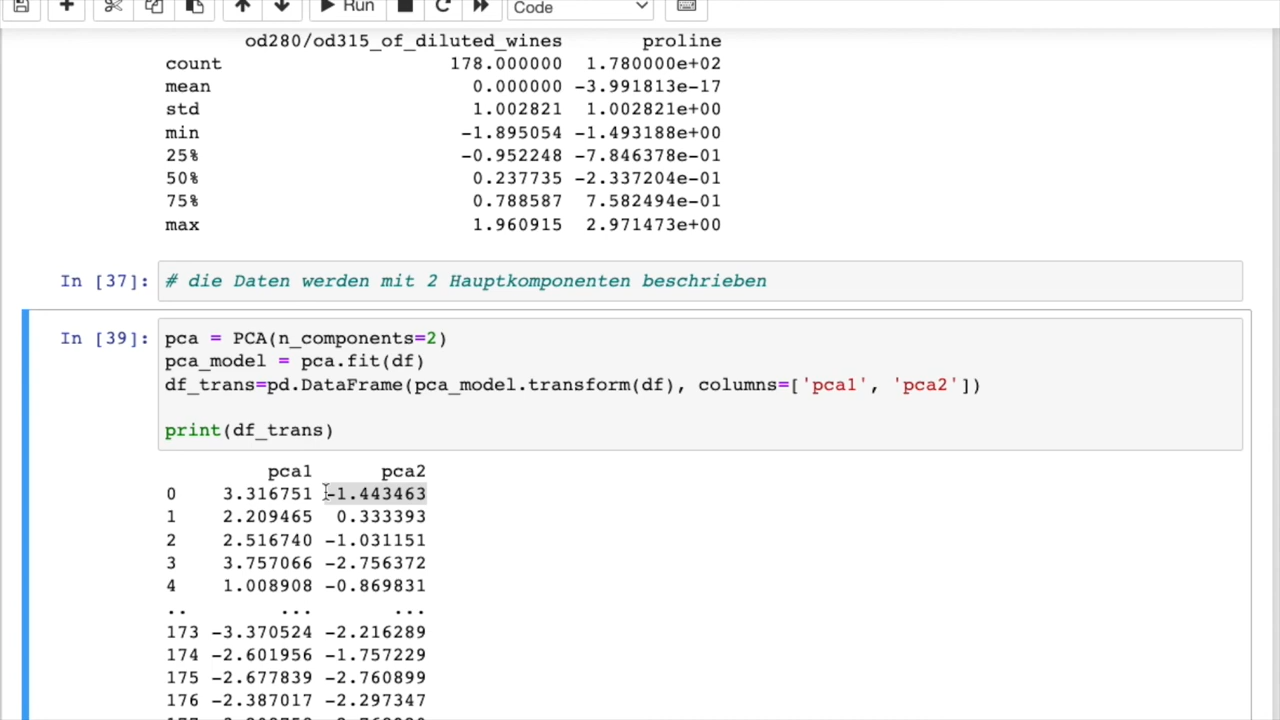 Run
Code
od280/od315_of_diluted_wines proline
count 178.000000 1.780000e+02
mean 0.000000 -3.991813e-17
std 1.002821 1.002821e+00
min -1.895054 -1.493188e+00
25% -0.952248 -7.846378e-01
50% 0.237735 -2.337204e-01
75% 0.788587 7.582494e-01
max 1.960915 2.971473e+00
In [37]: # die Daten werden mit 2 Hauptkomponenten beschrieben
In [39]: pca = PCA(n_components=2)
pca_model = pca.fit(df)
df_trans=pd.DataFrame(pca_model.transform(df), columns=['pca1', 'pca2'])
print(df_trans)
pca1 pca2
0 3.316751 -1.443463
1 2.209465 0.333393
2 2.516740 -1.031151
3 3.757066 -2.756372
4 1.008908 -0.869831
.. ... ...
173 -3.370524 -2.216289
174 -2.601956 -1.757229
175 -2.677839 -2.760899
176 -2.387017 -2.297347